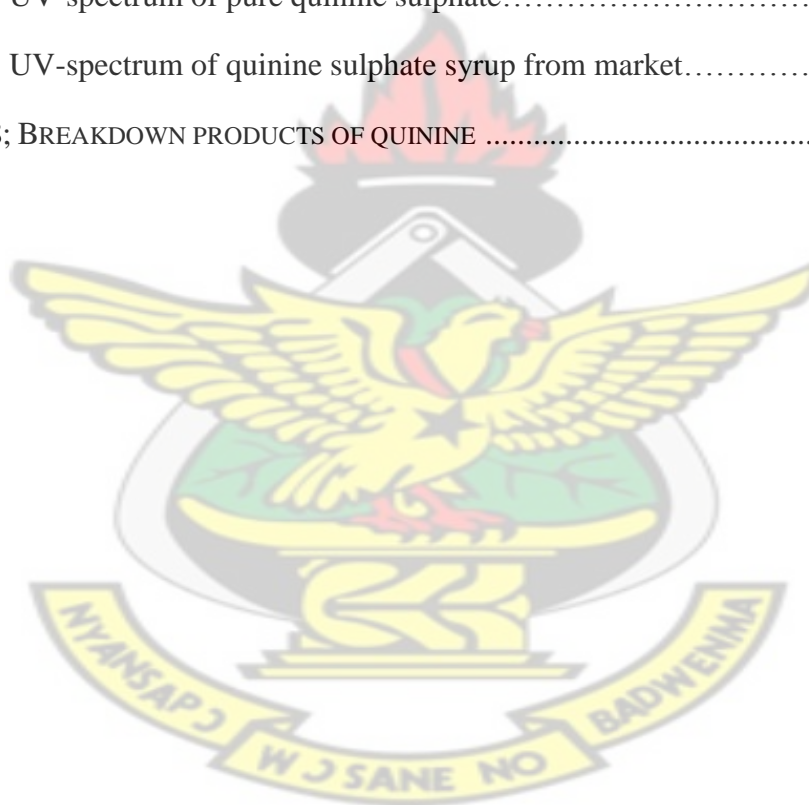 UV-spectrum of pure quinine sulphate……………………….
UV-spectrum of quinine sulphate syrup from market…………
; BREAKDOWN PRODUCTS OF QUININE ........................................
NYANSAPƆ WƆSANE NO BADWENMA